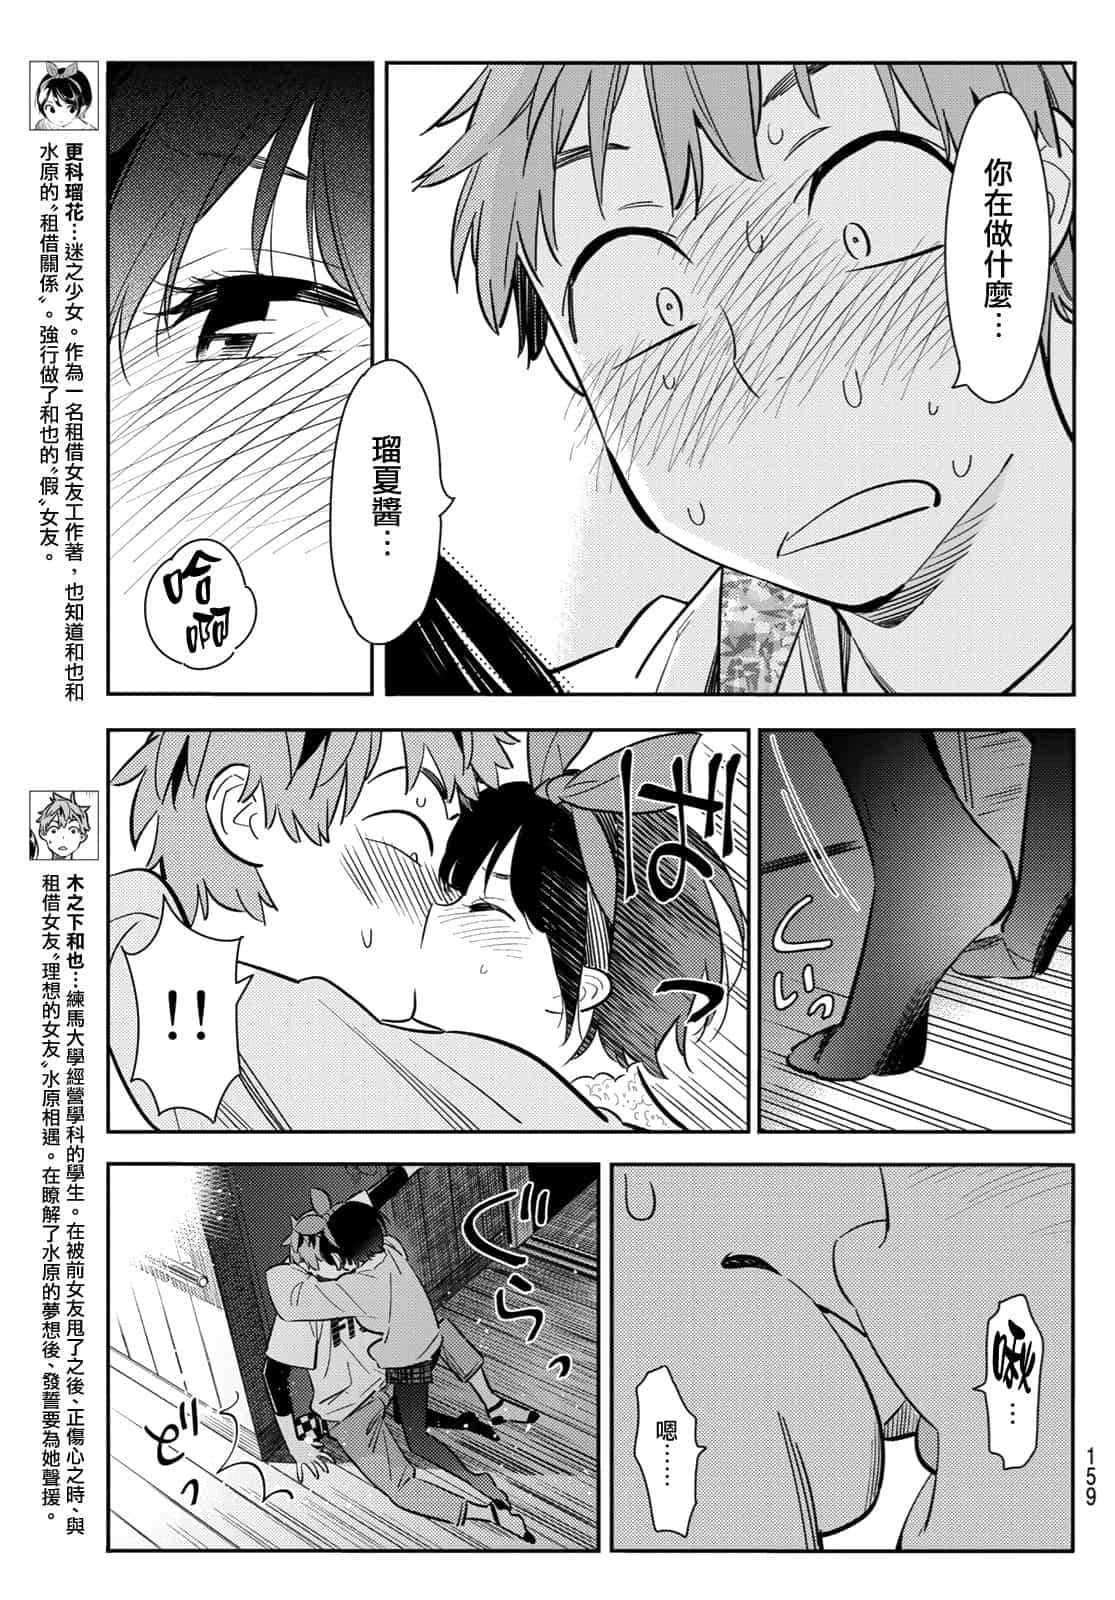 你在做什麼…
瑠夏醬…
哈啊
ぐいっ
ばっ
!!
啾…
嗯…
ぐらっ
どっ
更科瑠花…迷之少女。作為一名租借女友工作著，也知道和也和
水原的〝租借關係〞。強行做了和也的〝假〞女友。
木之下和也…練馬大學經營學科的學生。在被前女友甩了之後、正傷心之時、與
租借女友〝理想的女友〞水原相遇。在瞭解了水原的夢想後、發誓要為她聲援。
159